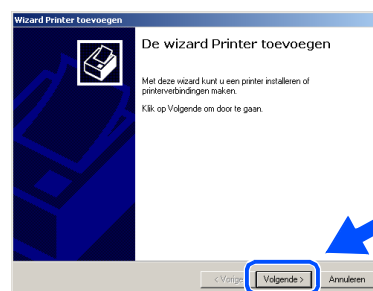 Wizard Printer toevoegen
De wizard Printer toevoegen
Met deze wizard kunt u een printer installeren of
printerverbindingen maken.
Klik op Volgende om door te gaan.
< Vorige Volgende > Annuleren